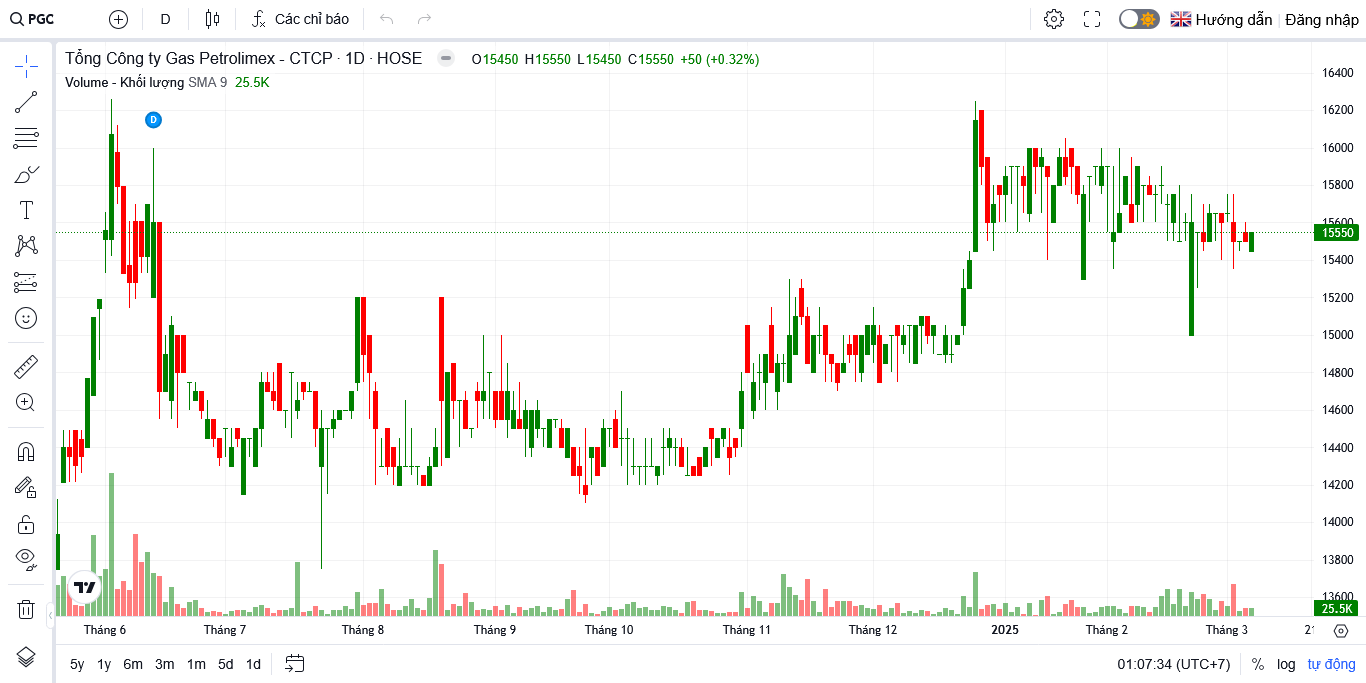 PGC D Các chỉ báo Hướng dẫn Đăng nhập
Tổng Công ty Gas Petrolimex - CTCP · 1D · HOSE O15450 H15550 L15450 C15550 +50 (+0.32%)
Volume - Khối lượng SMA 9 25.5K
D
16400
16200
16000
15800
15600
15550
15400
15200
15000
14800
14600
14400
14200
14000
13800
13600
25.5K
Tháng 6 Tháng 7 Tháng 8 Tháng 9 Tháng 10 Tháng 11 Tháng 12 2025 Tháng 2 Tháng 3
5y 1y 6m 3m 1m 5d 1d 01:07:34 (UTC+7) % log tự động